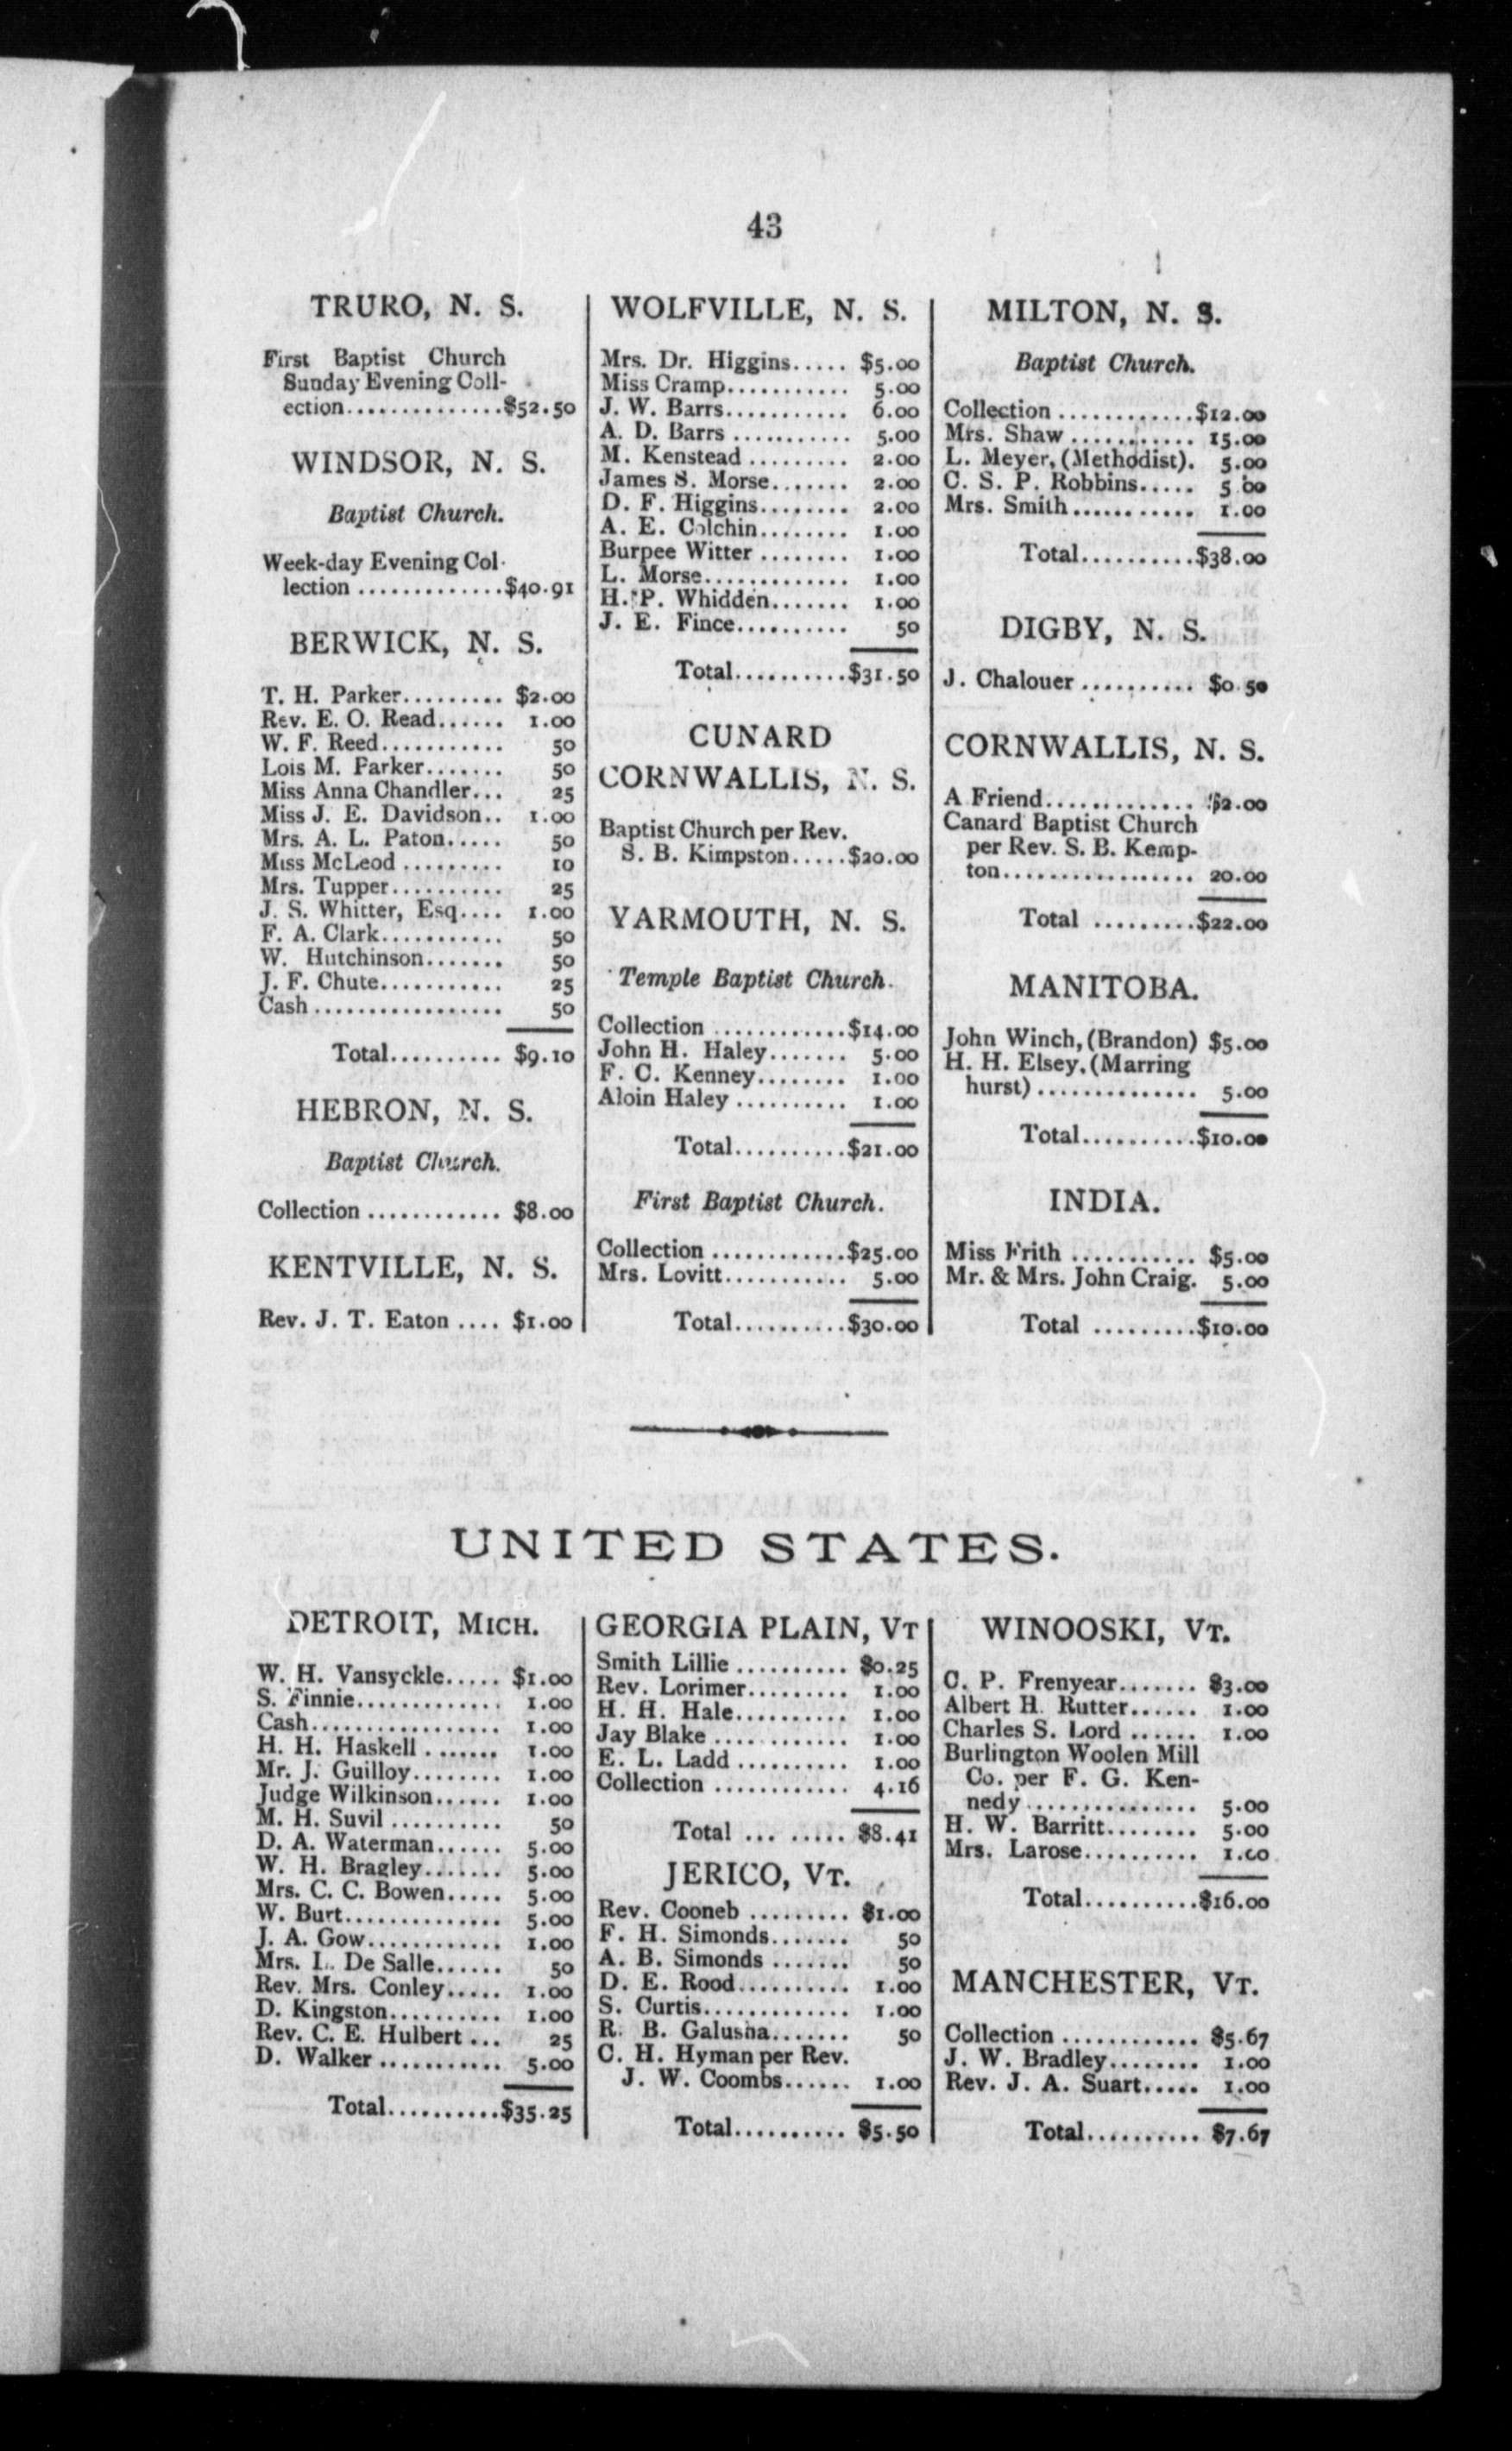 43
TRURO, N. S.
First Baptist Church
Sunday Evening Coll-
ection..............$52.50
WINDSOR, N. S.
Baptist Church.
Week-day Evening Col-
lection .............$40.91
BERWICK, N. S.
T. H. Parker......... $2.00
Rev. E. O. Read...... 1.00
W. F. Reed........... 50
Lois M. Parker....... 50
Miss Anna Chandler... 25
Miss J. E. Davidson.. 1.00
Mrs. A. L. Paton..... 50
Miss McLeod ......... 10
Mrs. Tupper.......... 25
J. S. Whitter, Esq.... 1.00
F. A. Clark........... 50
W. Hutchinson....... 50
J. F. Chute........... 25
Cash ................. 50
Total.......... $9.10
HEBRON, N. S.
Baptist Church.
Collection ............ $8.00
KENTVILLE, N. S.
Rev. J. T. Eaton .... $1.00
WOLFVILLE, N. S.
Mrs. Dr. Higgins..... $5.00
Miss Cramp........... 5.00
J. W. Barrs........... 6.00
A. D. Barrs ........... 5.00
M. Kenstead ......... 2.00
James S. Morse....... 2.00
D. F. Higgins........ 2.00
A. E. Colchin........ 1.00
Burpee Witter ........ 1.00
L. Morse............. 1.00
H. P. Whidden....... 1.00
J. E. Fince.......... 50
Total..........$31.50
CUNARD
CORNWALLIS, N. S.
Baptist Church per Rev.
S. B. Kimpston.....$20.00
YARMOUTH, N. S.
Temple Baptist Church.
Collection ............$14.00
John H. Haley....... 5.00
F. C. Kenney........ 1.00
Aloin Haley .......... 1.00
Total..........$21.00
First Baptist Church.
Collection ............$25.00
Mrs. Lovitt........... 5.00
Total..........$30.00
MILTON, N. S.
Baptist Church.
Collection ............$12.00
Mrs. Shaw ........... 15.00
L. Meyer, (Methodist). 5.00
C. S. P. Robbins..... 5 00
Mrs. Smith........... 1.00
Total..........$38.00
DIGBY, N. S.
J. Chalouer .......... $0.50
CORNWALLIS, N. S.
A Friend............. $2.00
Canard Baptist Church
per Rev. S. B. Kemp-
ton................. 20.00
Total .........$22.00
MANITOBA.
John Winch, (Brandon) $5.00
H. H. Elsey, (Marring
hurst) .............. 5.00
Total..........$10.00
INDIA.
Miss Frith ........... $5.00
Mr. & Mrs. John Craig. 5.00
Total .........$10.00
UNITED STATES.
DETROIT, MICH.
W. H. Vansyckle..... $1.00
S. Finnie............. 1.00
Cash................. 1.00
H. H. Haskell ....... 1.00
Mr. J. Guilloy........ 1.00
Judge Wilkinson...... 1.00
M. H. Suvil .......... 50
D. A. Waterman...... 5.00
W. H. Bragley....... 5.00
Mrs. C. C. Bowen..... 5.00
W. Burt.............. 5.00
J. A. Gow............ 1.00
Mrs. L. De Salle...... 50
Rev. Mrs. Conley..... 1.00
D. Kingston.......... 1.00
Rev. C. E. Hulbert ... 25
D. Walker ........... 5.00
Total..........$35.25
GEORGIA PLAIN, VT
Smith Lillie .......... $0.25
Rev. Lorimer......... 1.00
H. H. Hale.......... 1.00
Jay Blake ............ 1.00
E. L. Ladd .......... 1.00
Collection ............ 4.16
Total ... ..... $8.41
JERICO, VT.
Rev. Cooneb ......... $1.00
F. H. Simonds....... 50
A. B. Simonds ....... 50
D. E. Rood.......... 1.00
S. Curtis............. 1.00
R. B. Galusha....... 50
C. H. Hyman per Rev.
J. W. Coombs...... 1.00
Total.......... $5.50
WINOOSKI, VT.
C. P. Frenyear....... $3.00
Albert H. Rutter...... 1.00
Charles S. Lord ...... 1.00
Burlington Woolen Mill
Co. per F. G. Ken-
nedy ............... 5.00
H. W. Barritt........ 5.00
Mrs. Larose.......... 1.00
Total..........$16.00
MANCHESTER, VT.
Collection ............ $5.67
J. W. Bradley........ 1.00
Rev. J. A. Suart..... 1.00
Total.......... $7.67